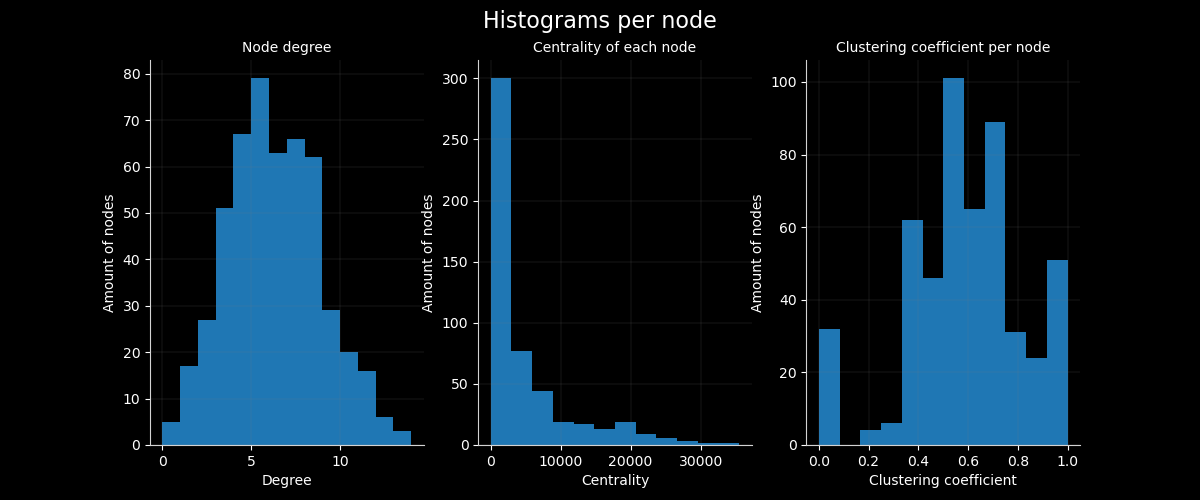 Histograms per node
Node degree
Amount of nodes
80
70
60
50
40
30
20
10
0
0 5 10
Degree
Centrality of each node
Amount of nodes
300
250
200
150
100
50
0
0 10000 20000 30000
Centrality
Clustering coefficient per node
Amount of nodes
100
80
60
40
20
0
0.0 0.2 0.4 0.6 0.8 1.0
Clustering coefficient